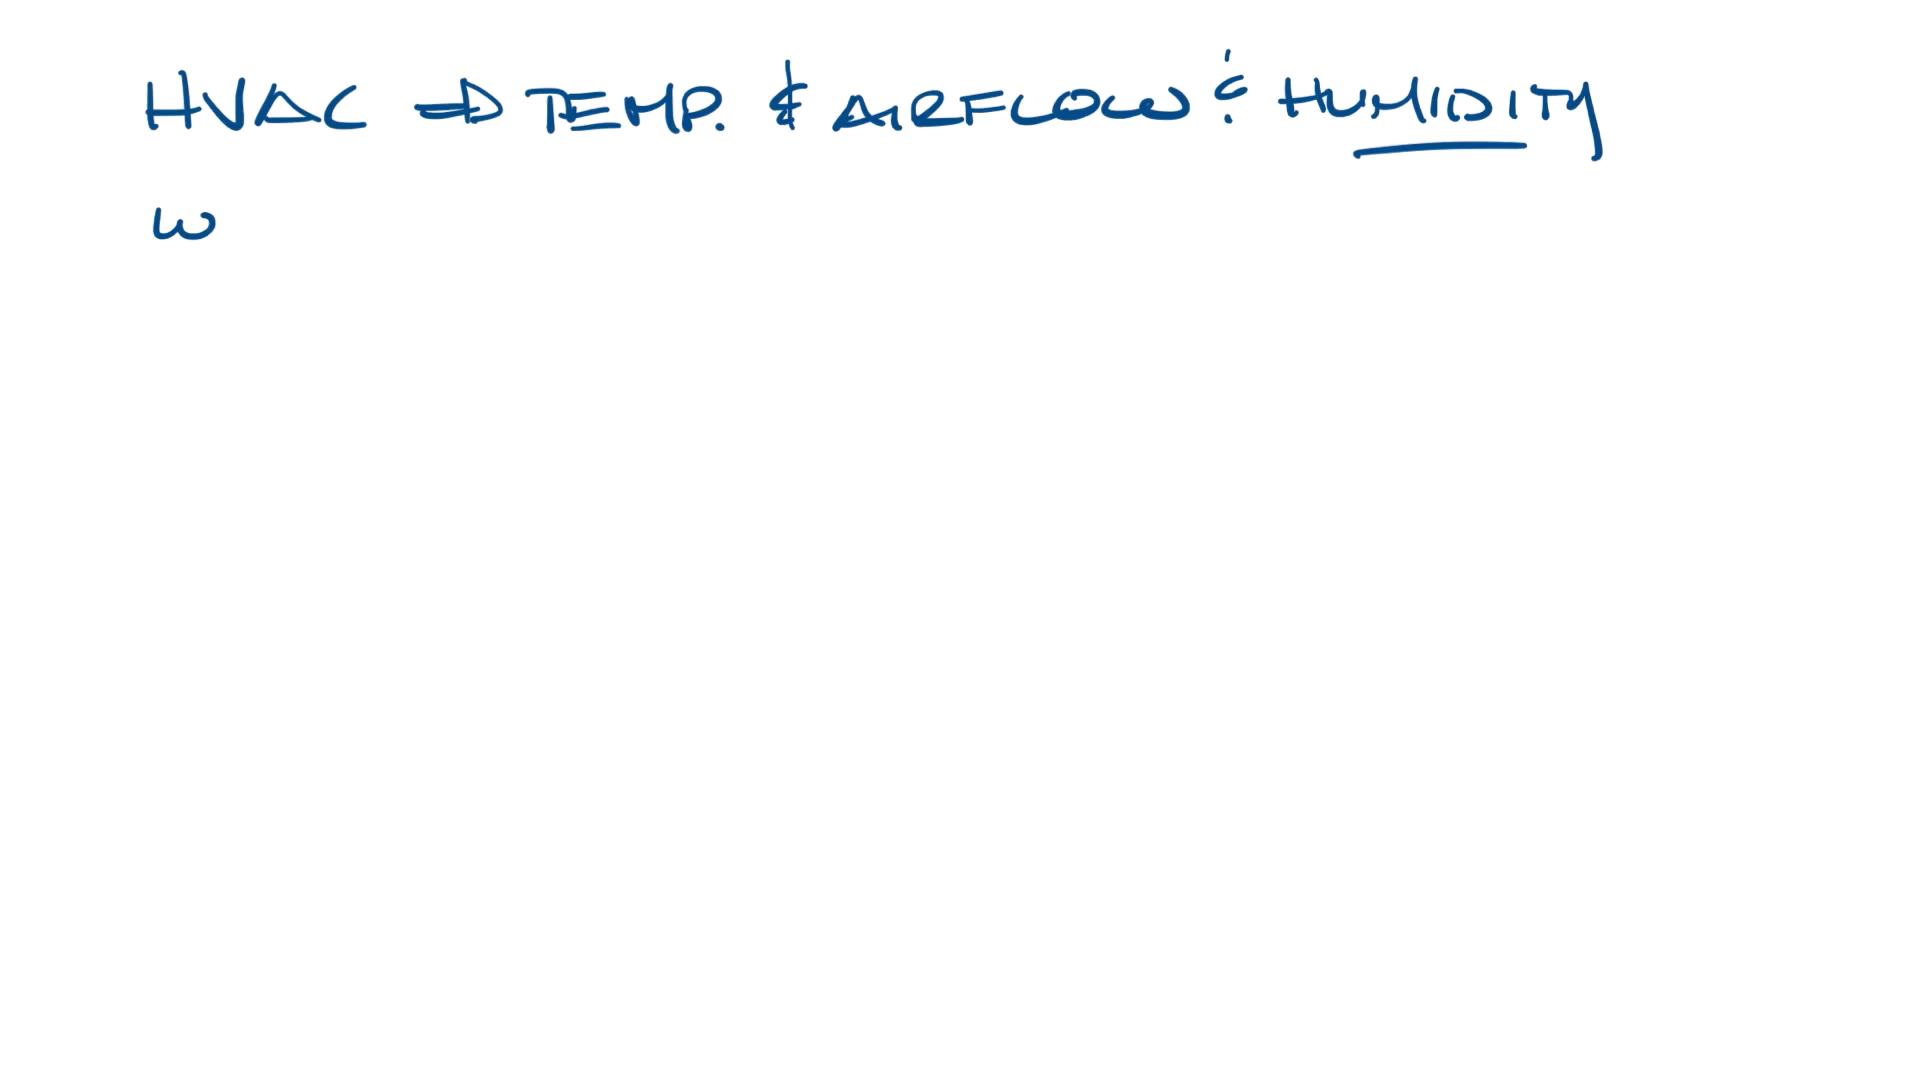 HVAC ⇒ TEMP. & AIRFLOW & HUMIDITY
W